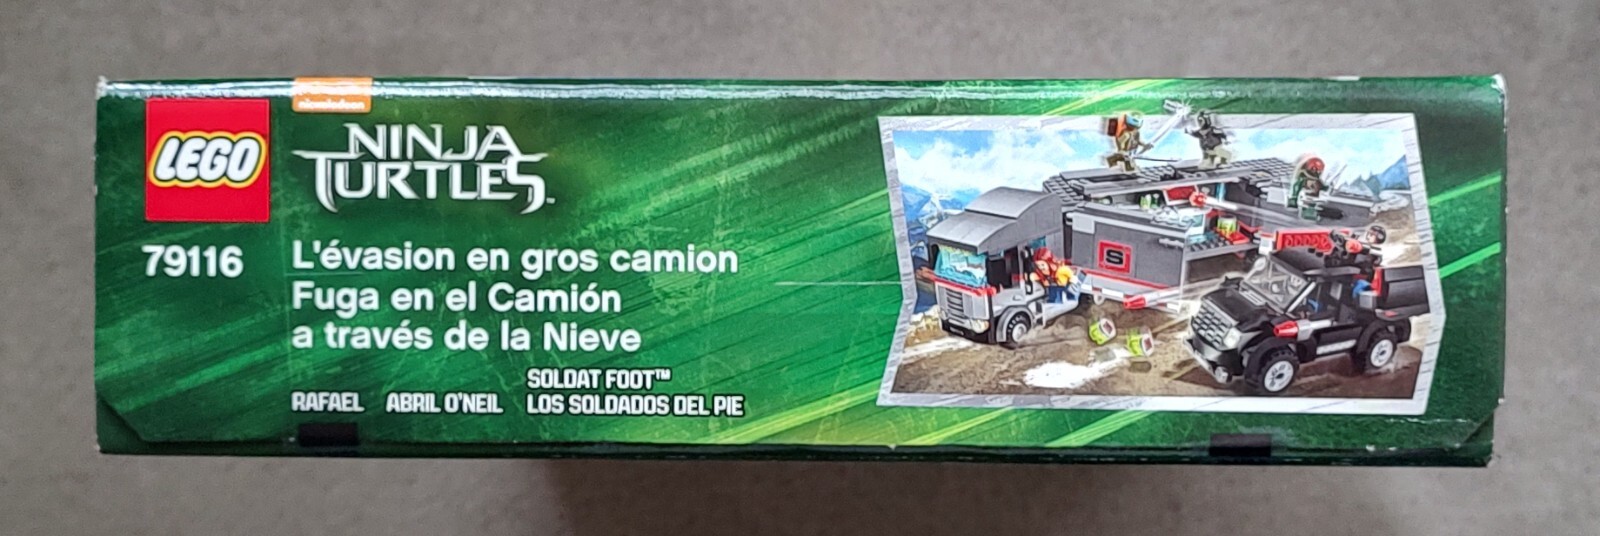 nickelodeon
LEGO
NINJA
TURTLES™
79116
L'évasion en gros camion
Fuga en el Camión
a través de la Nieve
SOLDAT FOOT™
RAFAEL ABRIL O'NEIL LOS SOLDADOS DEL PIE
S